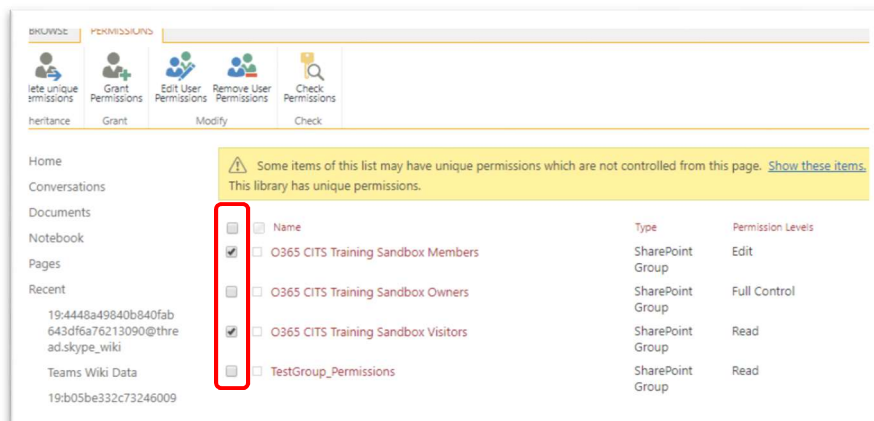 BROWSE PERMISSIONS
lete unique Grant Edit User Remove User Check
ermissions Permissions Permissions Permissions Permissions
heritance Grant Modify Check
Home
Conversations
Documents
Notebook
Pages
Recent
19:4448a49840b840fab
643df6a76213090@thre
ad.skype_wiki
Teams Wiki Data
19:b05be332c73246009
Some items of this list may have unique permissions which are not controlled from this page. Show these items.
This library has unique permissions.
Name Type Permission Levels
O365 CITS Training Sandbox Members SharePoint Edit
Group
O365 CITS Training Sandbox Owners SharePoint Full Control
Group
O365 CITS Training Sandbox Visitors SharePoint Read
Group
TestGroup_Permissions SharePoint Read
Group